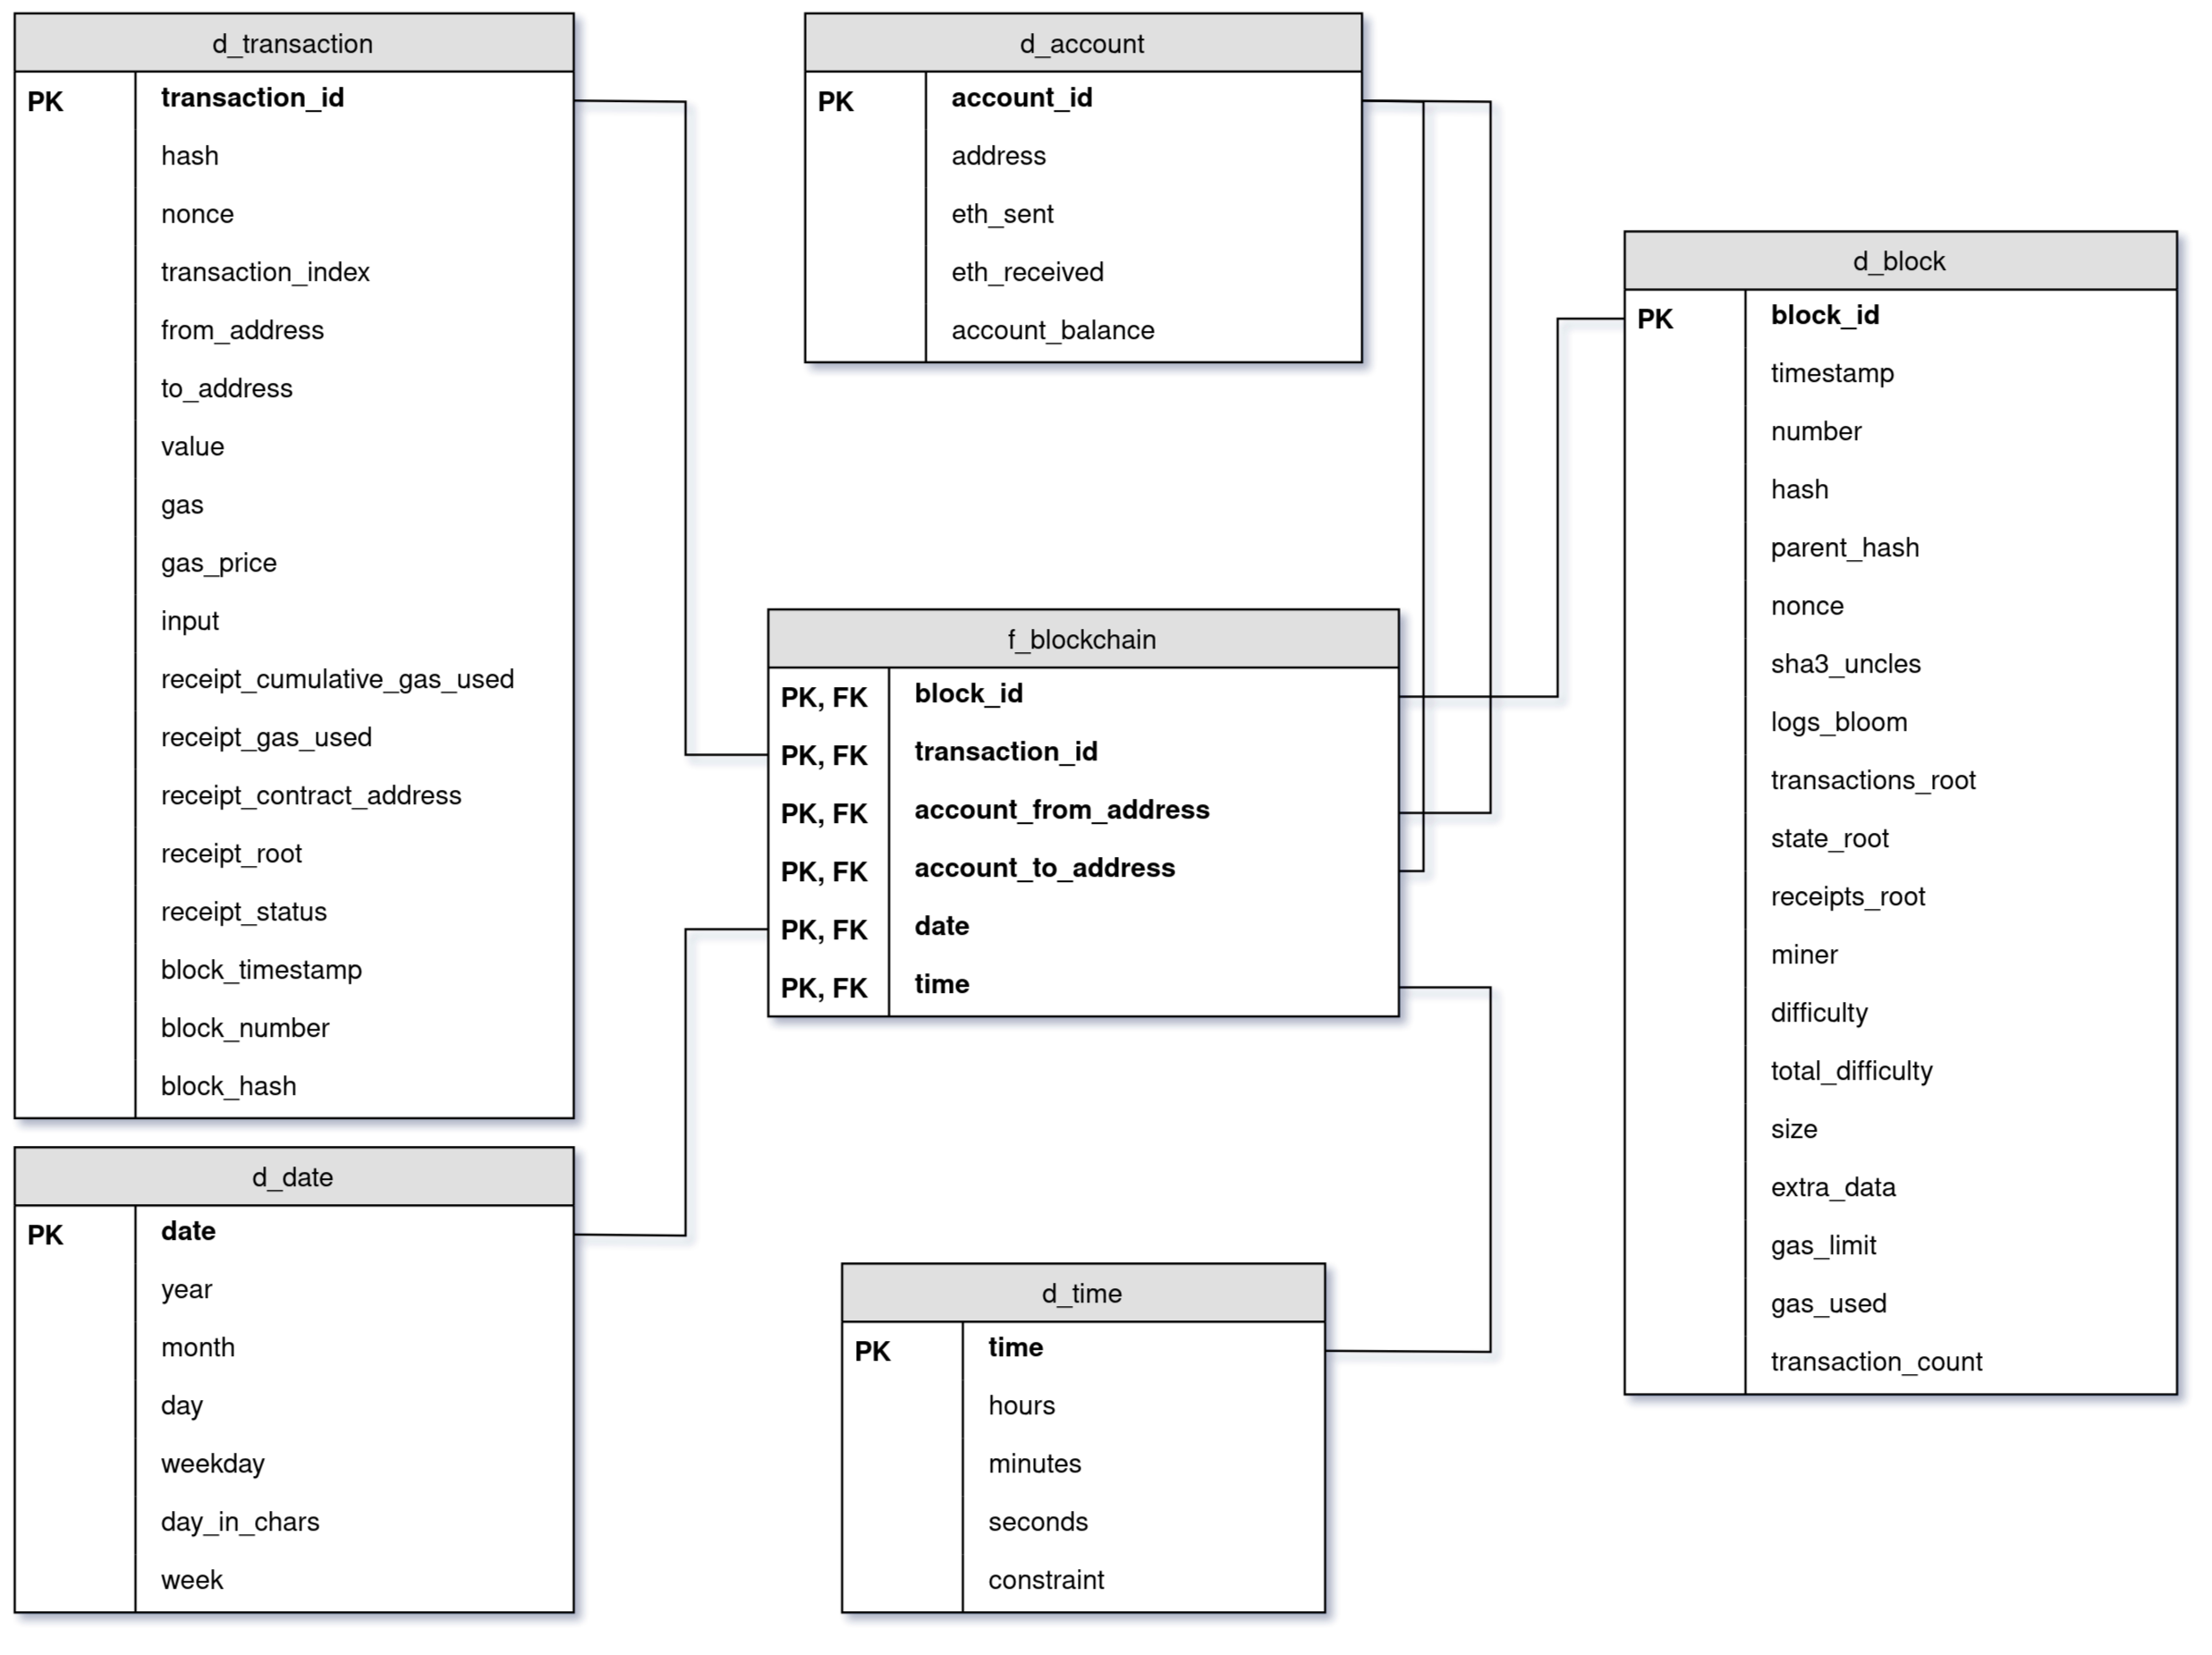 d_transaction
PK transaction_id
hash
nonce
transaction_index
from_address
to_address
value
gas
gas_price
input
receipt_cumulative_gas_used
receipt_gas_used
receipt_contract_address
receipt_root
receipt_status
block_timestamp
block_number
block_hash
d_account
PK account_id
address
eth_sent
eth_received
account_balance
d_block
PK block_id
timestamp
number
hash
parent_hash
nonce
sha3_uncles
logs_bloom
transactions_root
state_root
receipts_root
miner
difficulty
total_difficulty
size
extra_data
gas_limit
gas_used
transaction_count
f_blockchain
PK, FK block_id
PK, FK transaction_id
PK, FK account_from_address
PK, FK account_to_address
PK, FK date
PK, FK time
d_date
PK date
year
month
day
weekday
day_in_chars
week
d_time
PK time
hours
minutes
seconds
constraint